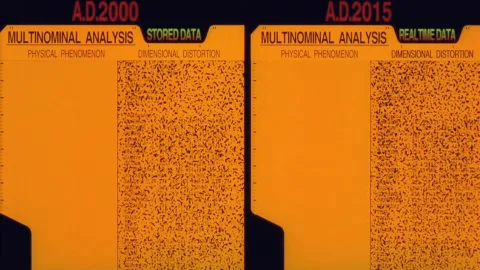 A.D.2000
MULTINOMINAL ANALYSIS STORED DATA
PHYSICAL PHENOMENON DIMENSIONAL DISTORTION
A.D.2015
MULTINOMINAL ANALYSIS REALTIME DATA
PHYSICAL PHENOMENON DIMENSIONAL DISTORTION